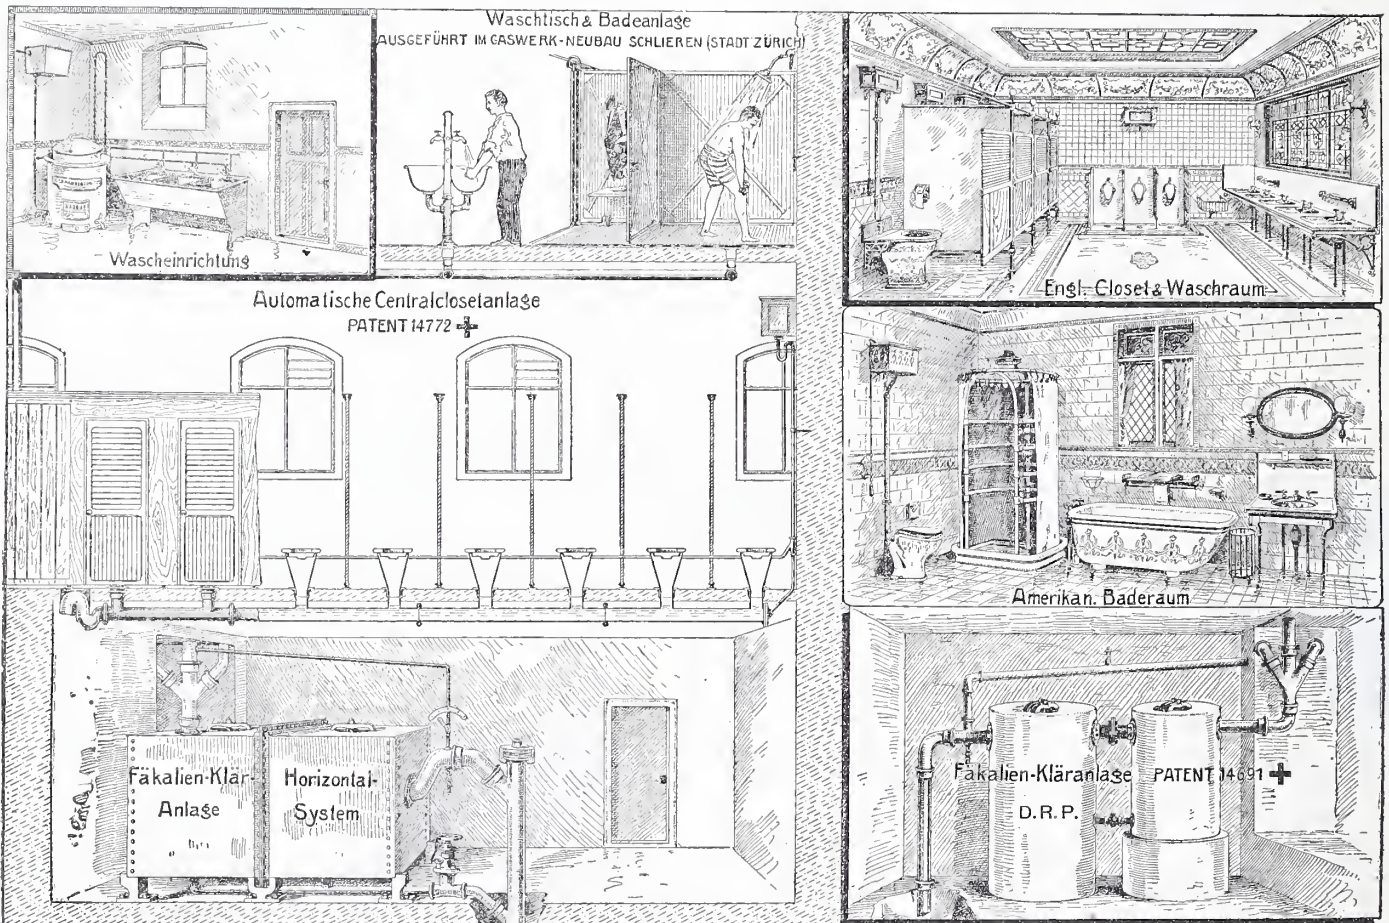 Waschtisch & Badeanlage
AUSGEFÜHRT IM GASWERK-NEUBAU SCHLIEREN (STADT ZÜRICH)
Wascheinrichtung
Engl. Closet & Waschraum
Automatische Centralclosetanlage
PATENT 14772
Amerikan. Baderaum
Fäkalien-Klär-
Anlage
Horizontal-
System
Fäkalien-Kläranlage PATENT 14691
D.R.P.